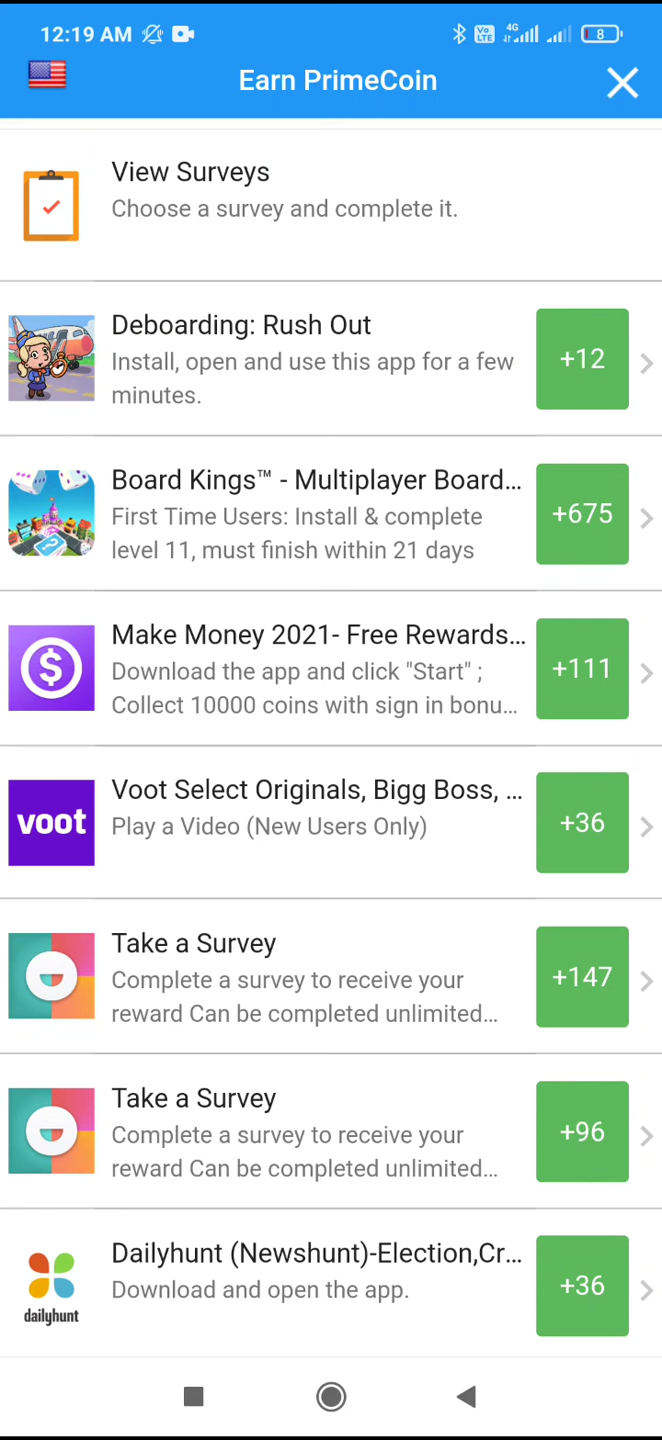 12:19 AM
Vo LTE 4G 8
Earn PrimeCoin
View Surveys
Choose a survey and complete it.
Deboarding: Rush Out
Install, open and use this app for a few
minutes.
+12
Board Kings™ - Multiplayer Board...
First Time Users: Install & complete
level 11, must finish within 21 days
+675
$
Make Money 2021- Free Rewards...
Download the app and click "Start" ;
Collect 10000 coins with sign in bonu...
+111
voot
Voot Select Originals, Bigg Boss, ...
Play a Video (New Users Only)
+36
Take a Survey
Complete a survey to receive your
reward Can be completed unlimited...
+147
Take a Survey
Complete a survey to receive your
reward Can be completed unlimited...
+96
dailyhunt
Dailyhunt (Newshunt)-Election,Cr...
Download and open the app.
+36